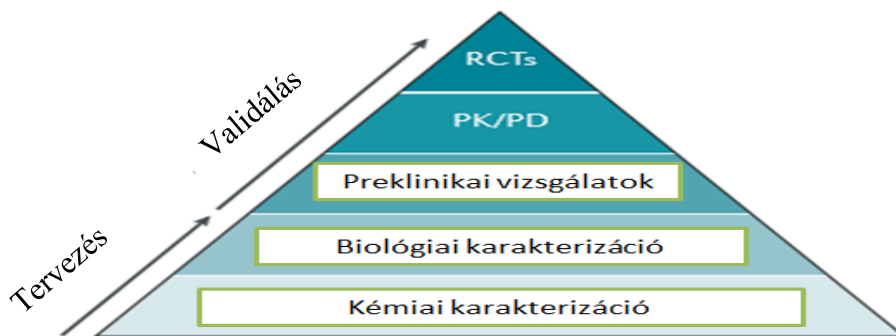 RCTs
PK/PD
Preklinikai vizsgálatok
Biológiai karakterizáció
Kémiai karakterizáció
Validálás
Tervezés